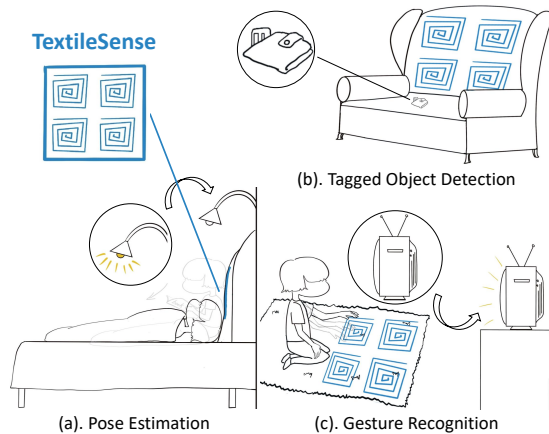 TextileSense
(b). Tagged Object Detection
(a). Pose Estimation
(c). Gesture Recognition